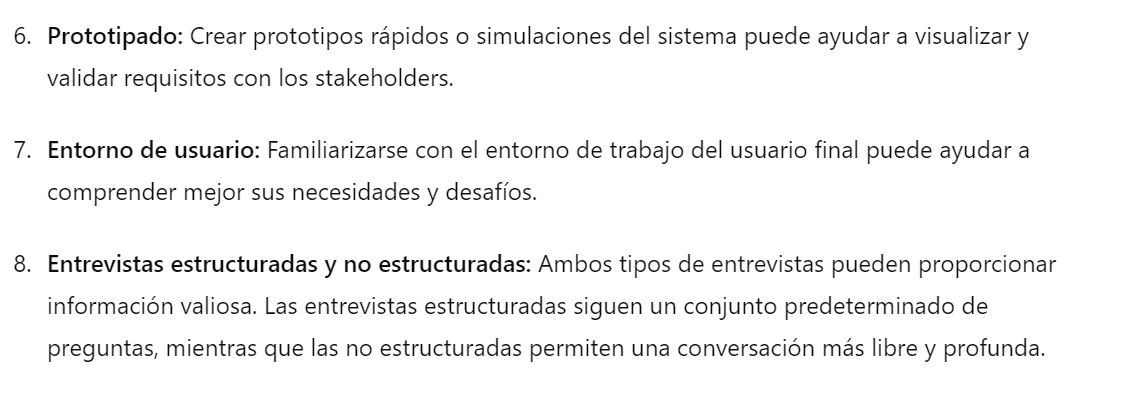 6. Prototipado: Crear prototipos rápidos o simulaciones del sistema puede ayudar a visualizar y
validar requisitos con los stakeholders.
7. Entorno de usuario: Familiarizarse con el entorno de trabajo del usuario final puede ayudar a
comprender mejor sus necesidades y desafíos.
8. Entrevistas estructuradas y no estructuradas: Ambos tipos de entrevistas pueden proporcionar
información valiosa. Las entrevistas estructuradas siguen un conjunto predeterminado de
preguntas, mientras que las no estructuradas permiten una conversación más libre y profunda.